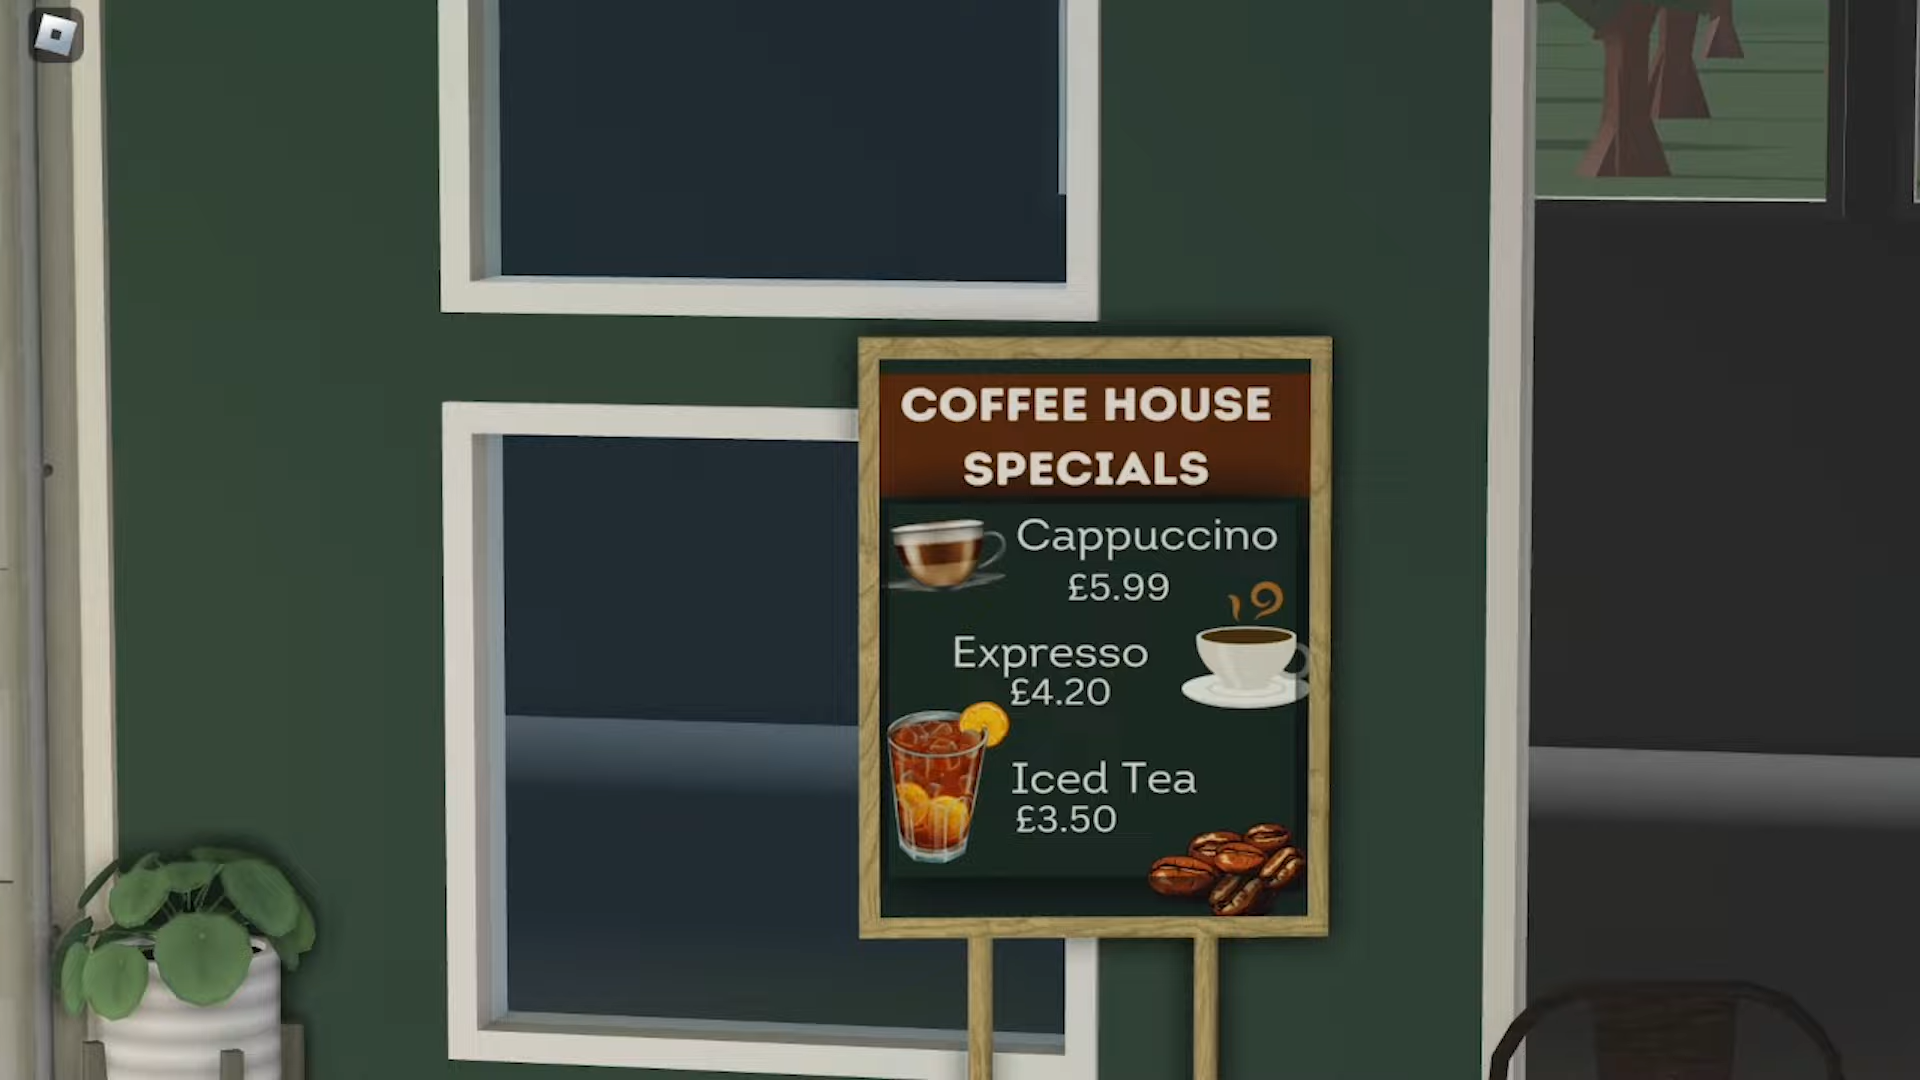 COFFEE HOUSE
SPECIALS
Cappuccino
£5.99
Expresso
£4.20
Iced Tea
£3.50